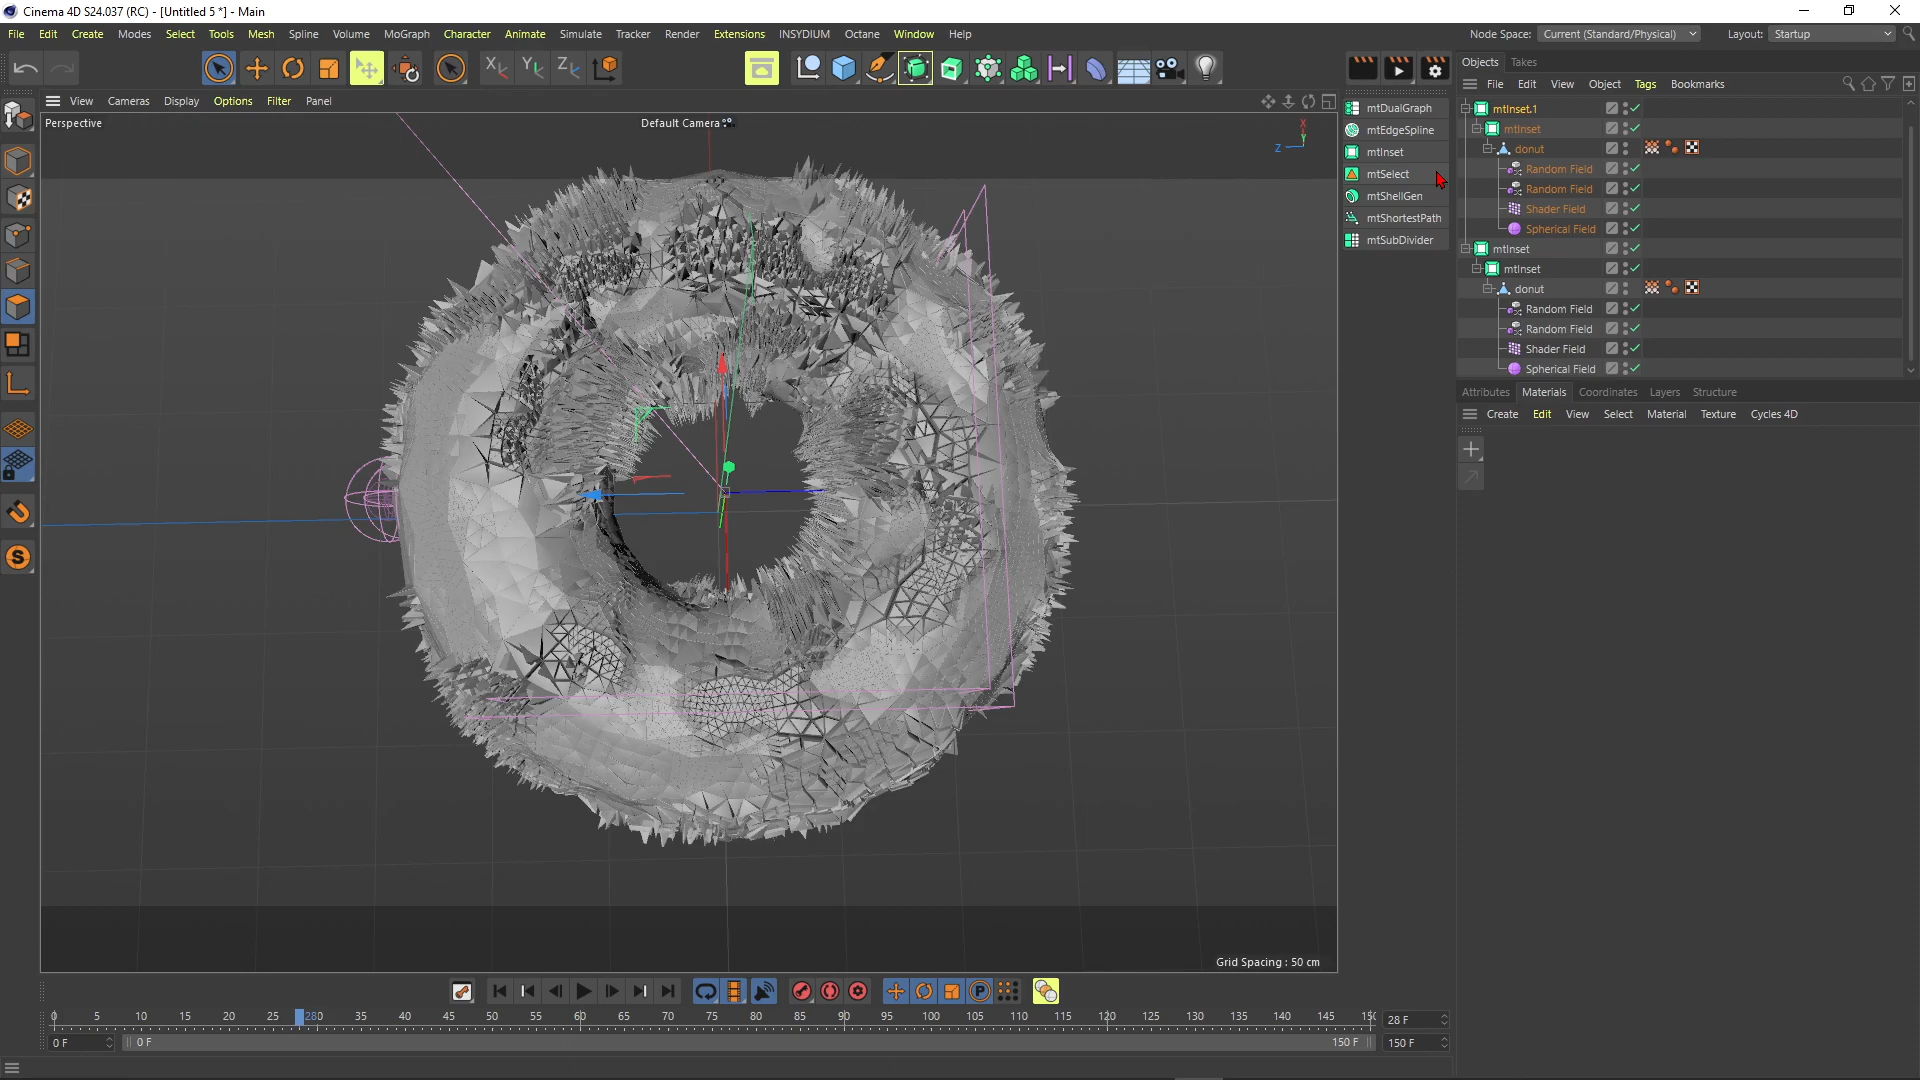 Cinema 4D S24.037 (RC) - [Untitled 5 *] - Main
File Edit Create Modes Select Tools Mesh Spline Volume MoGraph Character Animate Simulate Tracker Render Extensions INSYDIUM Octane Window Help
Node Space: Current (Standard/Physical) Layout: Startup
Objects Takes
File Edit View Object Tags Bookmarks
View Cameras Display Options Filter Panel
Perspective
Default Camera
X
Y
Z
mtDualGraph
mtEdgeSpline
mtInset
mtSelect
mtShellGen
mtShortestPath
mtSubDivider
mtInset.1
mtInset
donut
Random Field
Random Field
Shader Field
Spherical Field
mtInset
mtInset
donut
Random Field
Random Field
Shader Field
Spherical Field
Attributes Materials Coordinates Layers Structure
Create Edit View Select Material Texture Cycles 4D
Grid Spacing : 50 cm
0 5 10 15 20 25 280 35 40 45 50 55 60 65 70 75 80 85 90 95 100 105 110 115 120 125 130 135 140 145 15
28 F
0 F
0 F
150 F
150 F